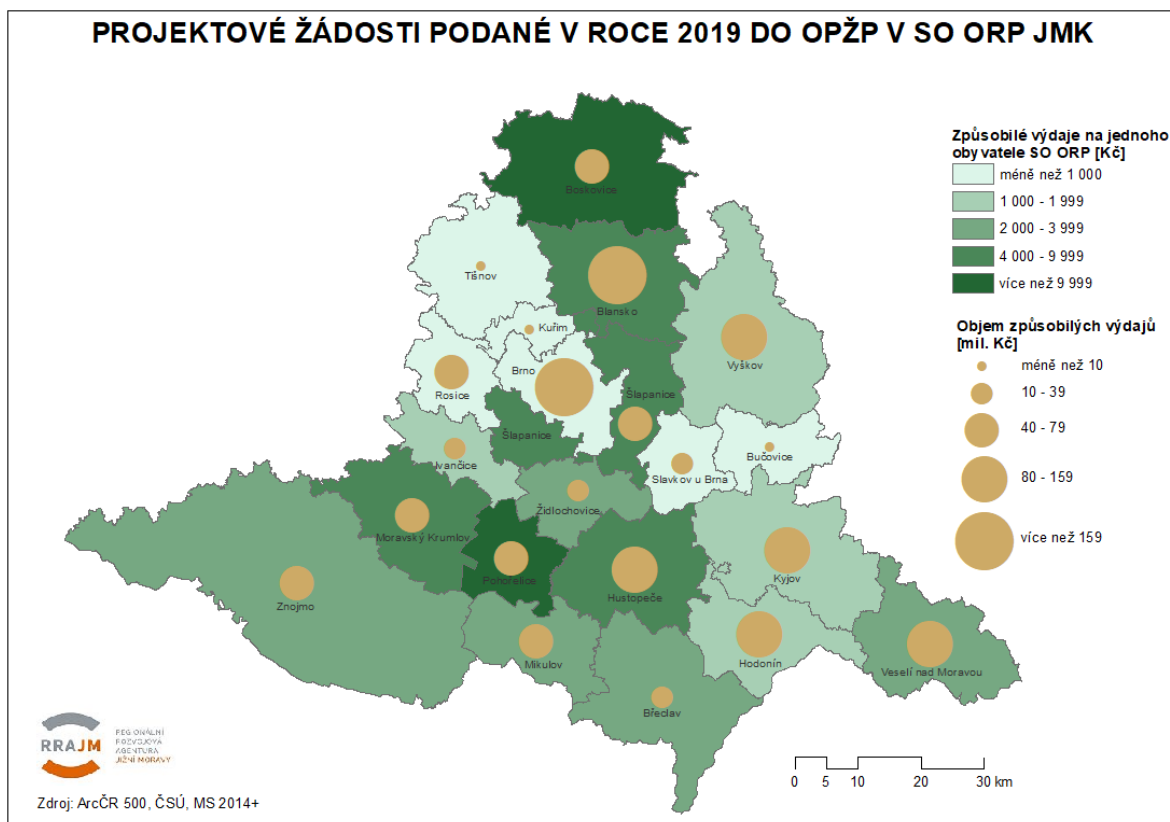 PROJEKTOVÉ ŽÁDOSTI PODANÉ V ROCE 2019 DO OPŽP V SO ORP JMK
Způsobilé výdaje na jednoho
obyvatele SO ORP [Kč]
méně než 1 000
1 000 - 1 999
2 000 - 3 999
4 000 - 9 999
více než 9 999
Objem způsobilých výdajů
[mil. Kč]
méně než 10
10 - 39
40 - 79
80 - 159
více než 159
Boskovice
Tišnov
Blansko
Kuřim
Vyškov
Brno
Rosice
Šlapanice
Šlapanice
Bučovice
Ivančice
Slavkov u Brna
Židlochovice
Moravský Krumlov
Pohořelice
Kyjov
Hustopeče
Znojmo
Mikulov
Hodonín
Veselí nad Moravou
Břeclav
RRAJM
REGIONÁLNÍ
ROZVOJOVÁ
AGENTURA
JIŽNÍ MORAVY
0 5 10 20 30 km
Zdroj: ArcČR 500, ČSÚ, MS 2014+